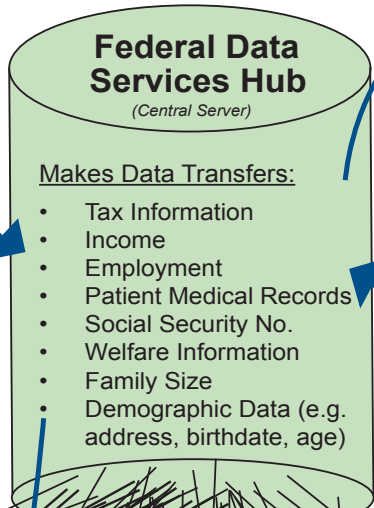 Federal Data
Services Hub
(Central Server)
Makes Data Transfers:
• Tax Information
• Income
• Employment
• Patient Medical Records
• Social Security No.
• Welfare Information
• Family Size
• Demographic Data (e.g.
address, birthdate, age)